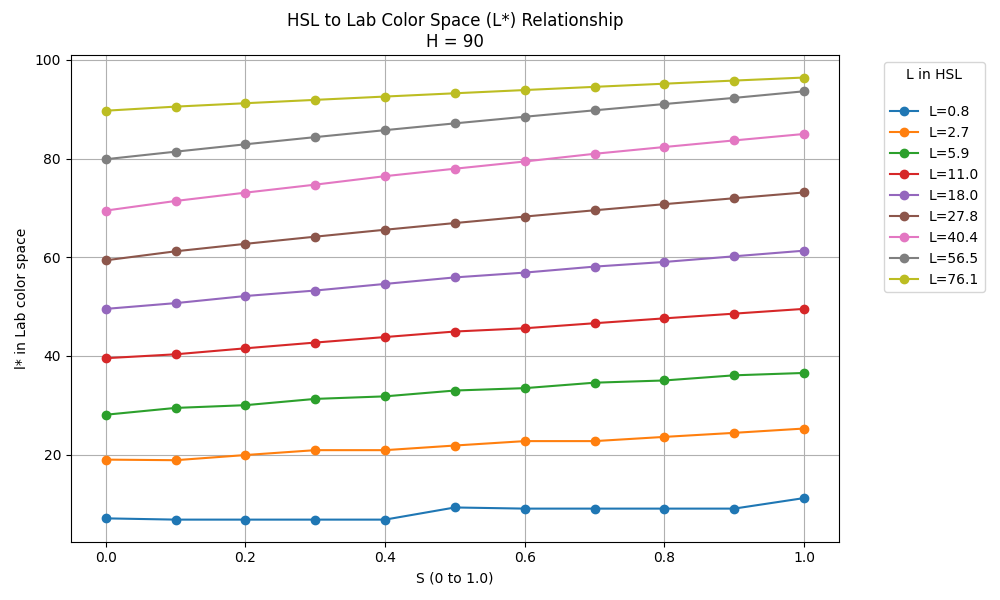 HSL to Lab Color Space (L*) Relationship
H = 90
100
80
60
40
20
l* in Lab color space
0.0
0.2
0.4
0.6
0.8
1.0
S (0 to 1.0)
L in HSL
L=0.8
L=2.7
L=5.9
L=11.0
L=18.0
L=27.8
L=40.4
L=56.5
L=76.1